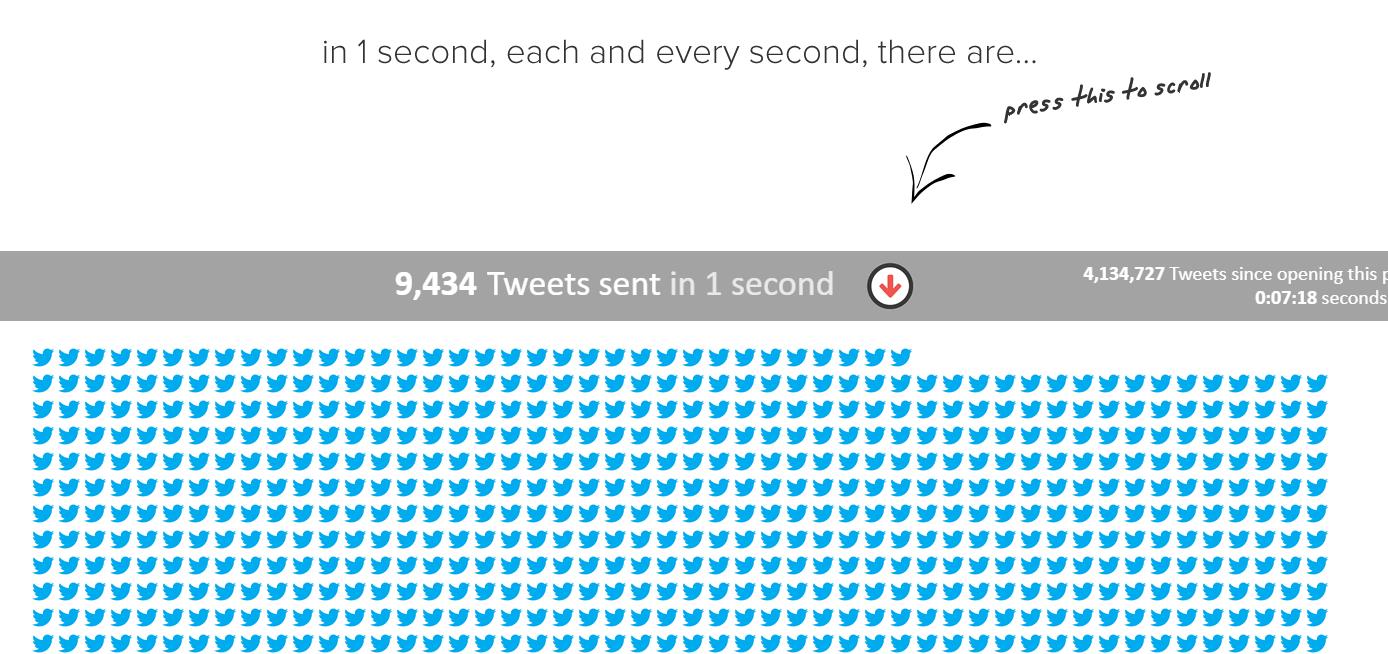 in 1 second, each and every second, there are...
press this to scroll
9,434 Tweets sent in 1 second
4,134,727 Tweets since opening this
0:07:18 seconds